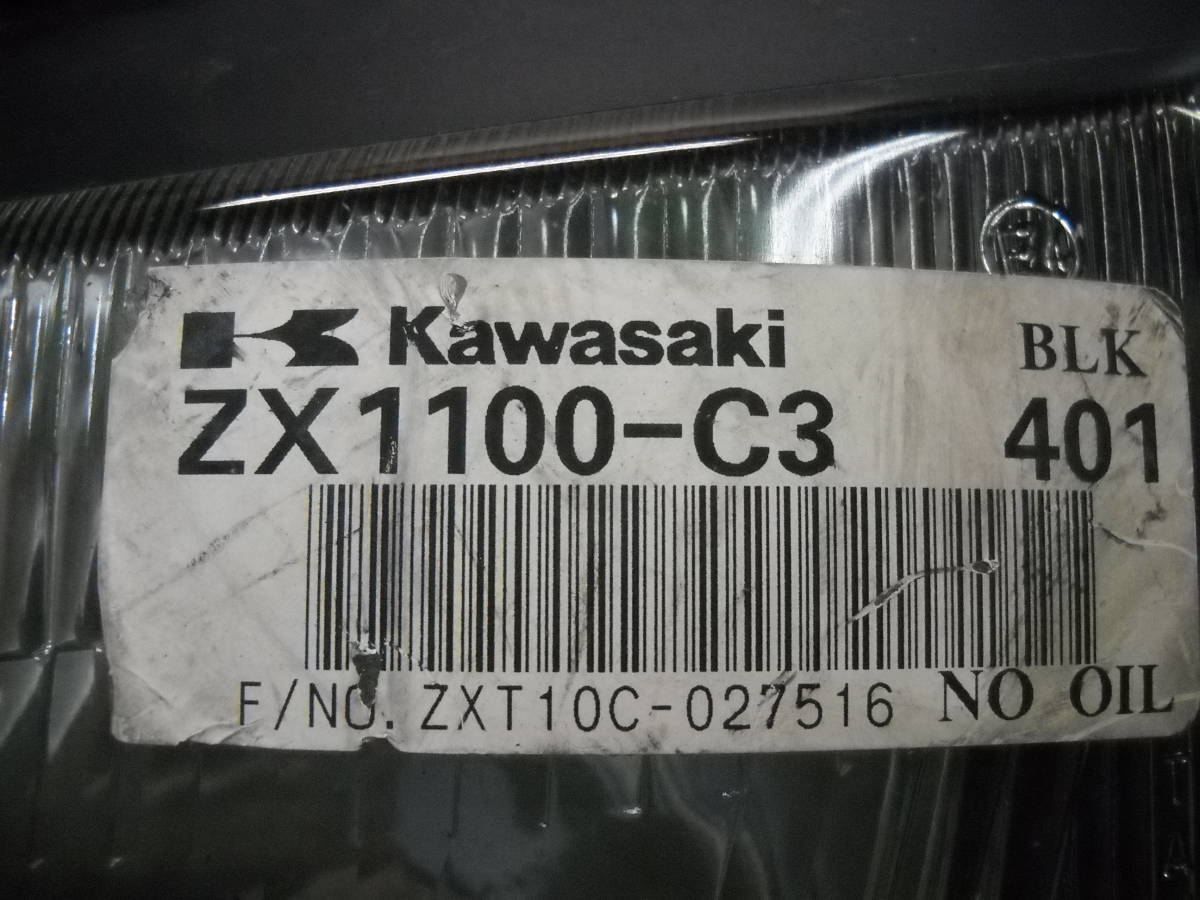 Kawasaki BLK
ZX1100-C3 401
F/NO. ZXT10C-027516 NO OIL